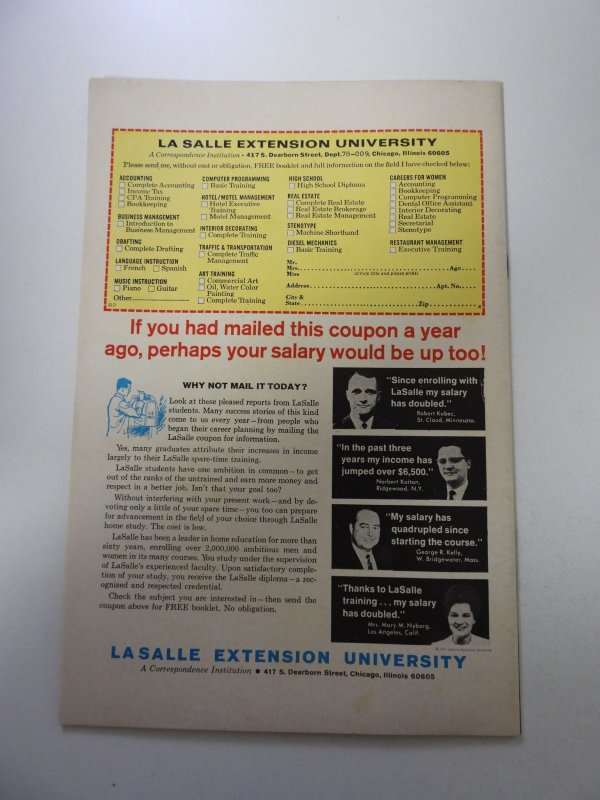 LA SALLE EXTENSION UNIVERSITY
A Correspondence Institution • 417 S. Dearborn Street, Dept. 78-009, Chicago, Illinois 60605
Please send me, without cost or obligation, FREE booklet and full information on the field I have checked below:
ACCOUNTING
Complete Accounting
Income Tax
CPA Training
Bookkeeping
BUSINESS MANAGEMENT
Introduction to
Business Management
DRAFTING
Complete Drafting
LANGUAGE INSTRUCTION
French Spanish
MUSIC INSTRUCTION
Piano Guitar
Other
COMPUTER PROGRAMMING
Basic Training
HOTEL/MOTEL MANAGEMENT
Hotel Executive
Training
Motel Management
INTERIOR DECORATING
Complete Training
TRAFFIC & TRANSPORTATION
Complete Traffic
Management
ART TRAINING
Commercial Art
Oil, Water Color
Painting
Complete Training
HIGH SCHOOL
High School Diploma
REAL ESTATE
Complete Real Estate
Real Estate Brokerage
Real Estate Management
STENOTYPE
Machine Shorthand
DIESEL MECHANICS
Basic Training
CAREERS FOR WOMEN
Accounting
Bookkeeping
Computer Programming
Dental Office Assistant
Interior Decorating
Real Estate
Secretarial
Stenotype
RESTAURANT MANAGEMENT
Executive Training
Mr.
Mrs. Age
Miss (circle title and please print)
Address Apt. No.
City &
State Zip
If you had mailed this coupon a year
ago, perhaps your salary would be up too!
WHY NOT MAIL IT TODAY?
Look at these pleased reports from LaSalle
students. Many success stories of this kind
come to us every year—from people who
began their career planning by mailing the
LaSalle coupon for information.
Yes, many graduates attribute their increases in income
largely to their LaSalle spare-time training.
LaSalle students have one ambition in common—to get
out of the ranks of the untrained and earn more money and
respect in a better job. Isn't that your goal too?
Without interfering with your present work—and by de-
voting only a little of your spare time—you can prepare
for advancement in the field of your choice through LaSalle
home study. The cost is low.
LaSalle has been a leader in home education for more than
sixty years, enrolling over 2,000,000 ambitious men and
women in its many courses. You study under the supervision
of LaSalle's experienced faculty. Upon satisfactory comple-
tion of your study, you receive the LaSalle diploma—a rec-
ognized and respected credential.
Check the subject you are interested in—then send the
coupon above for FREE booklet. No obligation.
"Since enrolling with
LaSalle my salary
has doubled."
Robert Kubec,
St. Cloud, Minnesota
"In the past three
years my income has
jumped over $6,500."
Norbert Kaitan,
Ridgewood, N.Y.
"My salary has
quadrupled since
starting the course."
George R. Kelly,
W. Bridgewater, Mass.
"Thanks to LaSalle
training . . . my salary
has doubled."
Mrs. Mary M. Nyberg,
Los Angeles, Calif.
LASALLE EXTENSION UNIVERSITY
A Correspondence Institution • 417 S. Dearborn Street, Chicago, Illinois 60605